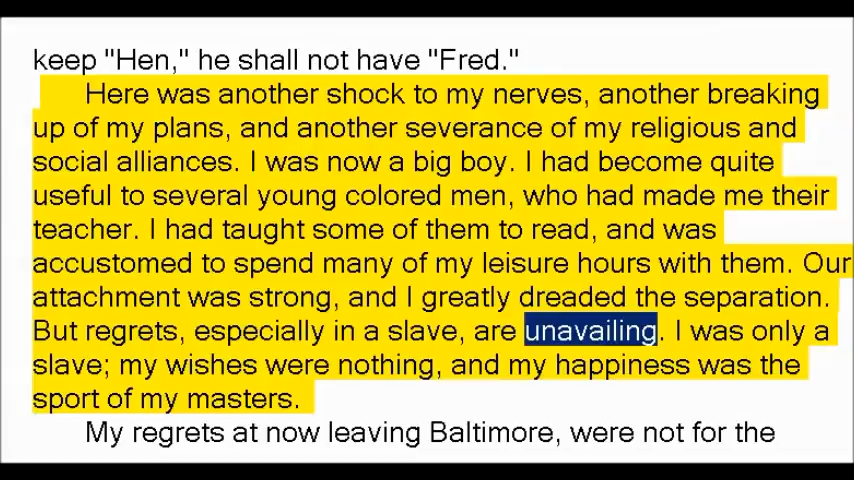 keep "Hen," he shall not have "Fred."
Here was another shock to my nerves, another breaking
up of my plans, and another severance of my religious and
social alliances. I was now a big boy. I had become quite
useful to several young colored men, who had made me their
teacher. I had taught some of them to read, and was
accustomed to spend many of my leisure hours with them. Our
attachment was strong, and I greatly dreaded the separation.
But regrets, especially in a slave, are unavailing. I was only a
slave; my wishes were nothing, and my happiness was the
sport of my masters.
My regrets at now leaving Baltimore, were not for the